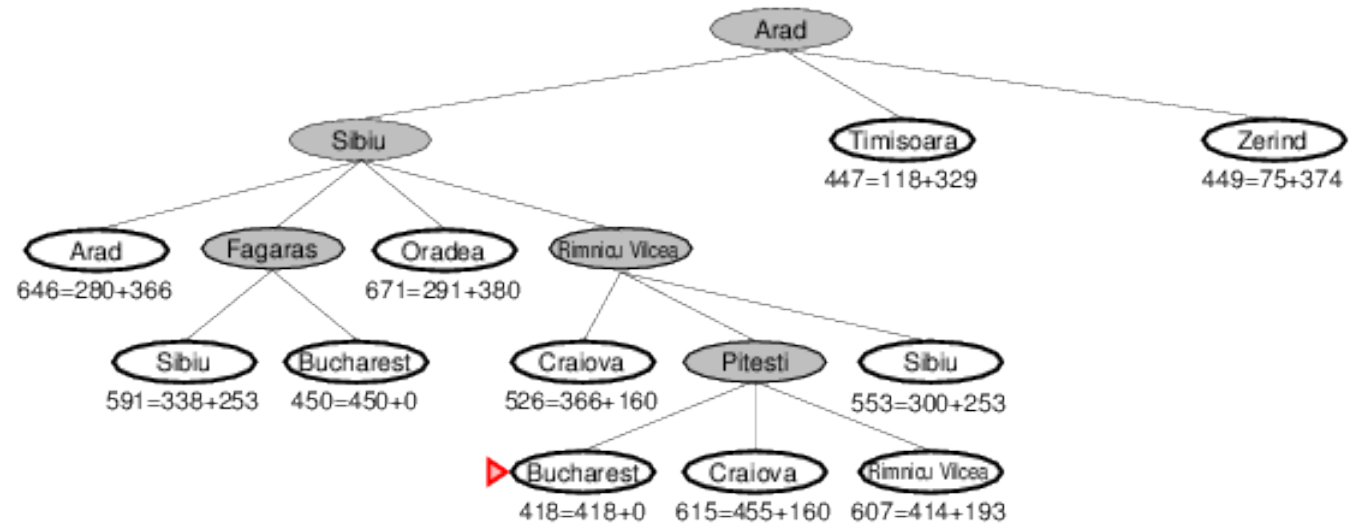 Arad
Sibiu
Timisoara
Zerind
447=118+329
449=75+374
Arad
Fagaras
Oradea
Rimnicu Vilcea
646=280+366
671=291+380
Sibiu
Bucharest
Craiova
Pitesti
Sibiu
591=338+253
450=450+0
526=366+160
553=300+253
Bucharest
Craiova
Rimnicu Vilcea
418=418+0
615=455+160
607=414+193